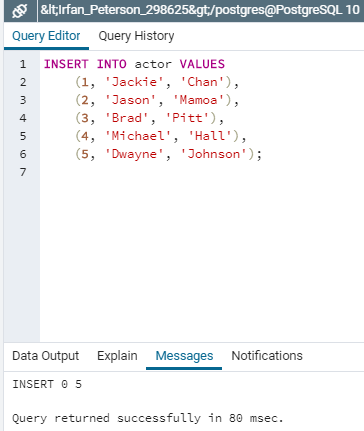 &lt;Irfan_Peterson_298625&gt;/postgres@PostgreSQL 10
Query Editor Query History
1 INSERT INTO actor VALUES
2 (1, 'Jackie', 'Chan'),
3 (2, 'Jason', 'Mamoa'),
4 (3, 'Brad', 'Pitt'),
5 (4, 'Michael', 'Hall'),
6 (5, 'Dwayne', 'Johnson');
7
Data Output Explain Messages Notifications
INSERT 0 5
Query returned successfully in 80 msec.